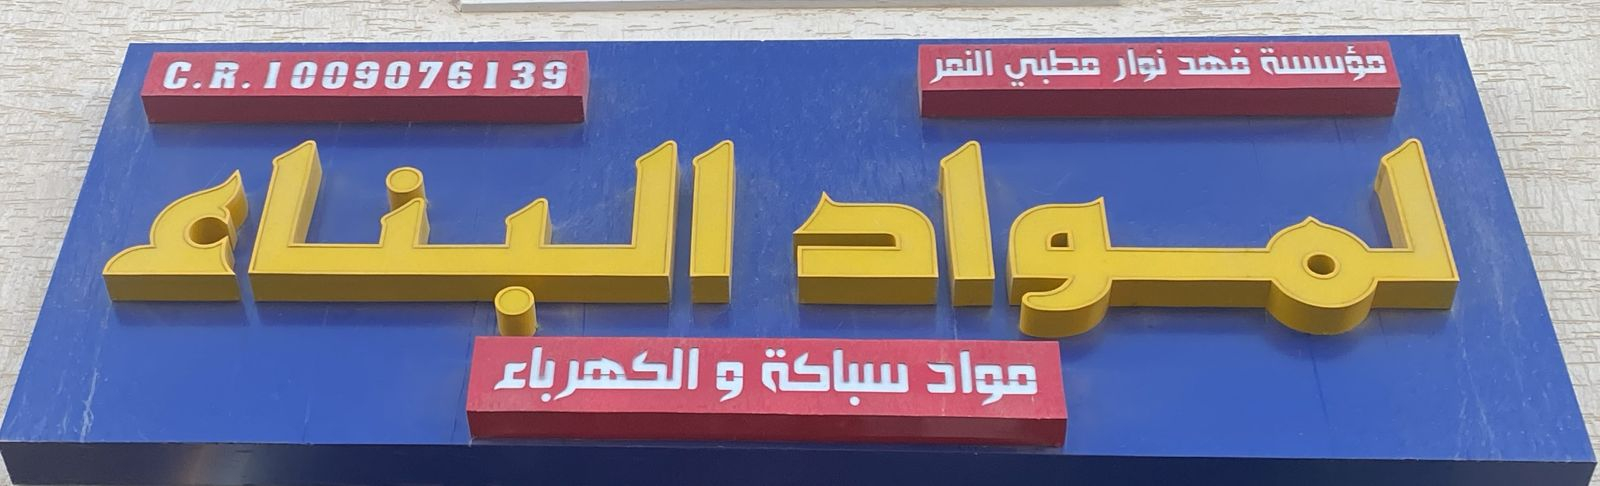 مؤسسة فهد نوار مطبي النمر
C.R.1009076139
لمواد البناء
مواد سباكة و الكهرباء